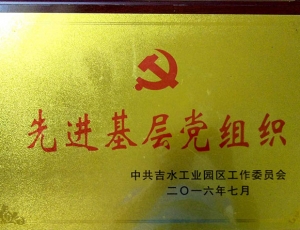 先进基层党组织
中共吉水工业园区工作委员会
二〇一六年七月